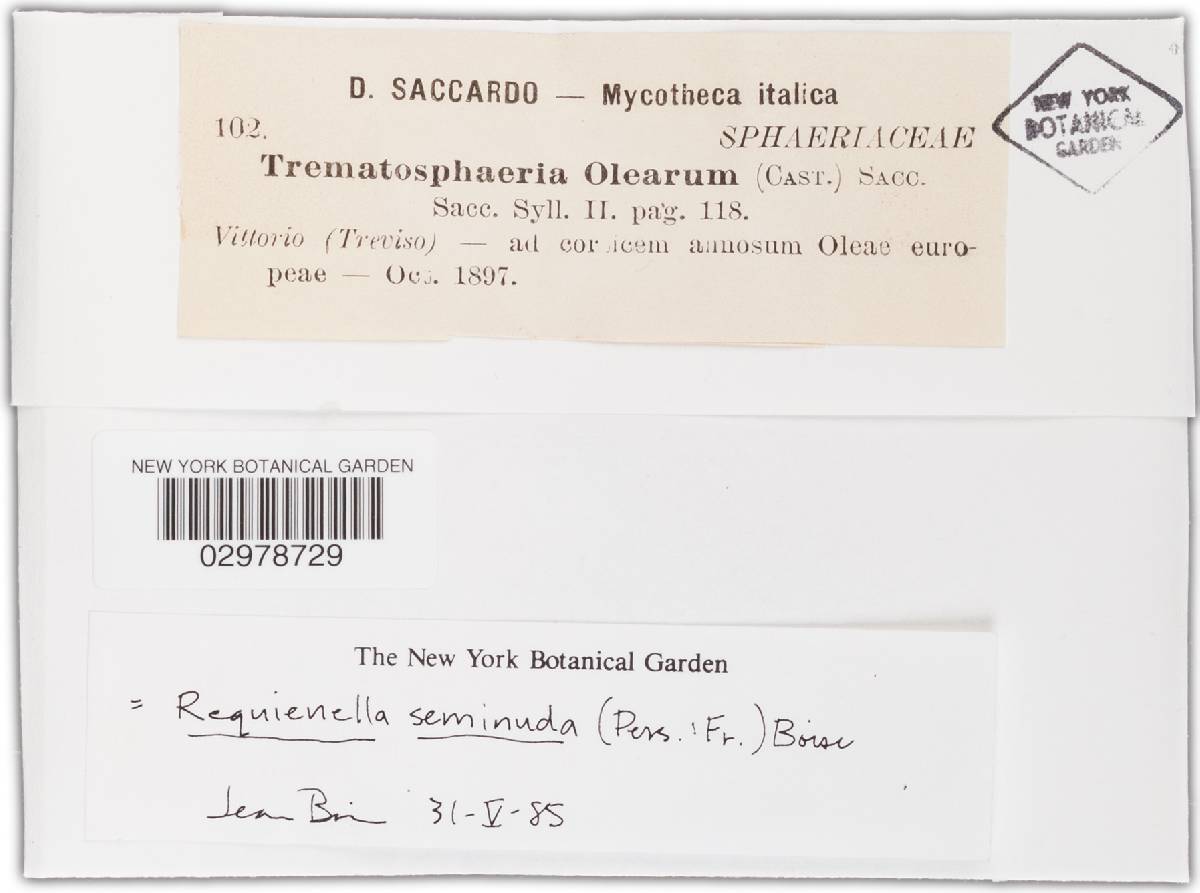 D. SACCARDO — Mycotheca italica
102.
SPHAERIACEAE
Trematosphaeria Olearum (CAST.) SACC.
Sacc. Syll. II. pag. 118.
Vittorio (Treviso) — ad corticem annosum Oleae euro-
peae — Oct. 1897.
NEW YORK
BOTANICAL
GARDEN
NEW YORK BOTANICAL GARDEN
02978729
The New York Botanical Garden
= Requienella seminuda (Pers. : Fr.) Boise
Jean Boise 31-V-85